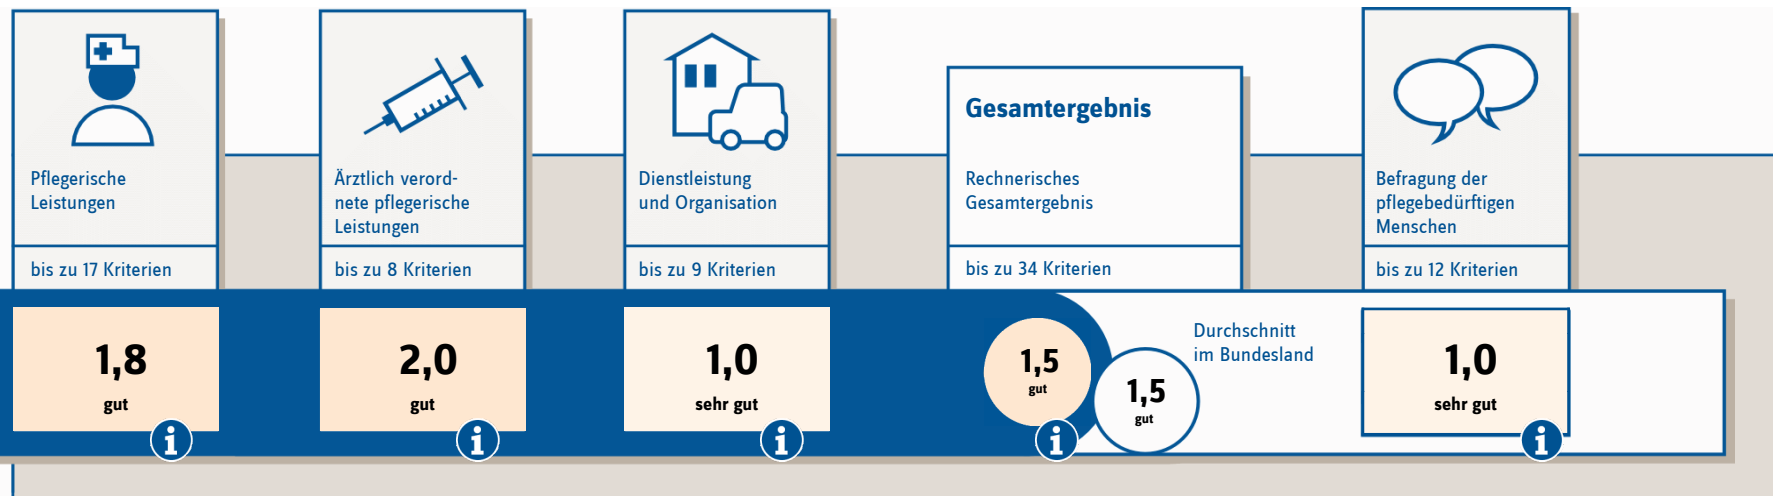 Pflegerische
Leistungen
bis zu 17 Kriterien
1,8
gut
i
Ärztlich verord-
nete pflegerische
Leistungen
bis zu 8 Kriterien
2,0
gut
i
Dienstleistung
und Organisation
bis zu 9 Kriterien
1,0
sehr gut
i
Gesamtergebnis
Rechnerisches
Gesamtergebnis
bis zu 34 Kriterien
1,5
gut
i
1,5
gut
Durchschnitt
im Bundesland
Befragung der
pflegebedürftigen
Menschen
bis zu 12 Kriterien
1,0
sehr gut
i